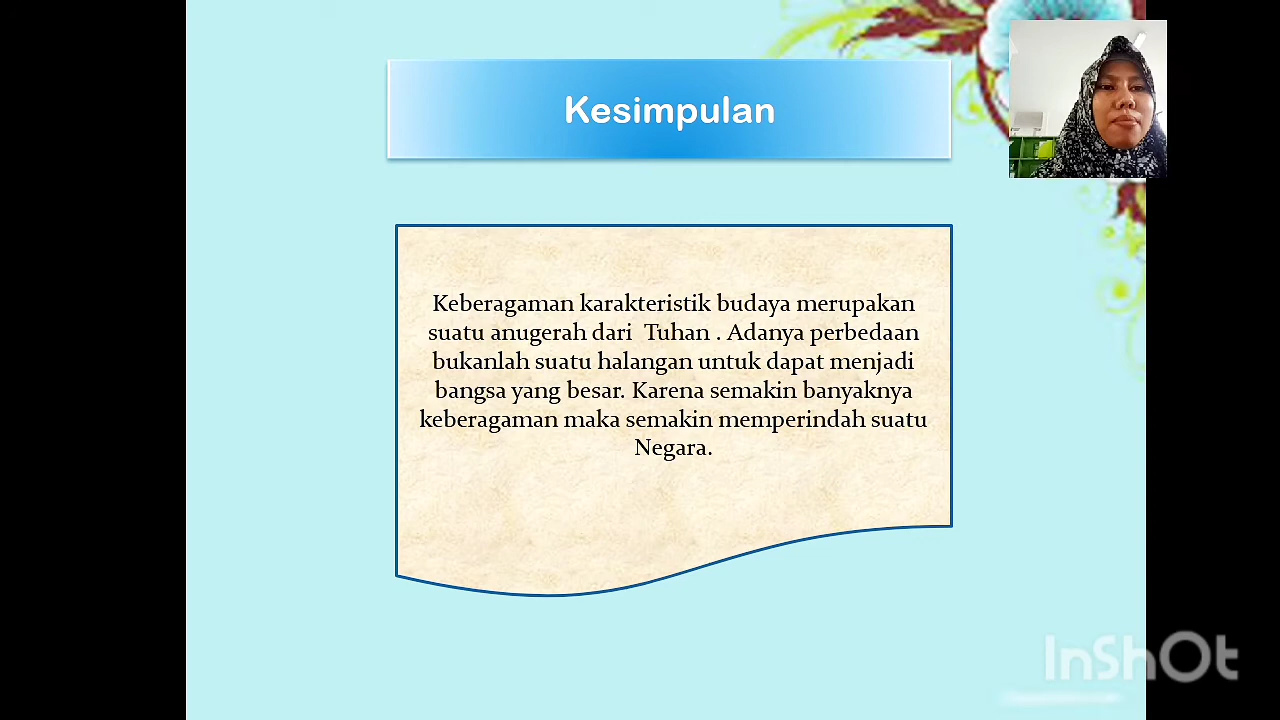 Kesimpulan
Keberagaman karakteristik budaya merupakan
suatu anugerah dari  Tuhan . Adanya perbedaan
bukanlah suatu halangan untuk dapat menjadi
bangsa yang besar. Karena semakin banyaknya
keberagaman maka semakin memperindah suatu
Negara.
InShOt